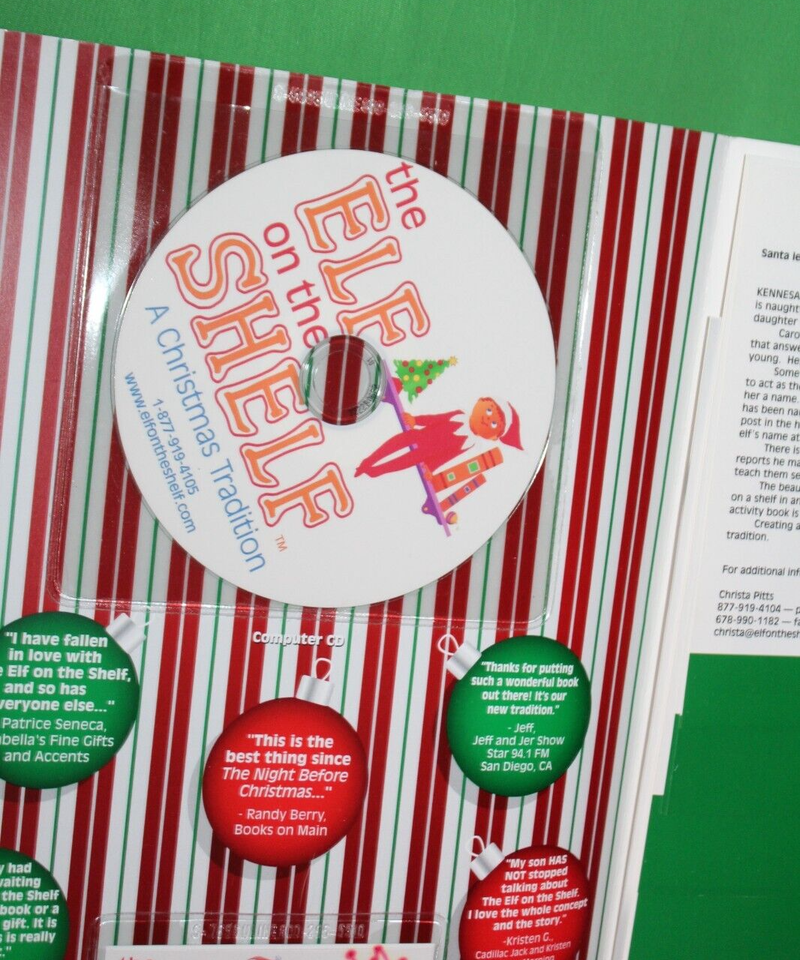 the
ELF
on the
SHELF
TM
A Christmas Tradition
1-877-919-4105
www.elfontheshelf.com
Computer CD
"I have fallen
in love with
Elf on the Shelf,
and so has
everyone else..."
Patrice Seneca,
Fine Gifts
and Accents
"This is the
best thing since
The Night Before
Christmas..."
- Randy Berry,
Books on Main
"Thanks for putting
such a wonderful book
out there! It's our
new tradition."
- Jeff,
Jeff and Jer Show
Star 94.1 FM
San Diego, CA
had
the Shelf
book or a
gift. It is
is really
"My son HAS
NOT stopped
talking about
The Elf on the Shelf.
I love the whole concept
and the story."
-Kristen G.,
Cadillac Jack and Kristen
Morning
Santa
KENNESA
is naught
daughter
Caro
that answe
young. He
Some
to act as the
her a name.
has been na
post in the h
elf's name at
There is
reports he ma
teach them se
The beau
on a shelf in ar
activity book is
Creating a
tradition.
For additional inf
Christa Pitts
877-919-4104 — p
678-990-1182 — fa
christa@elfonthesh